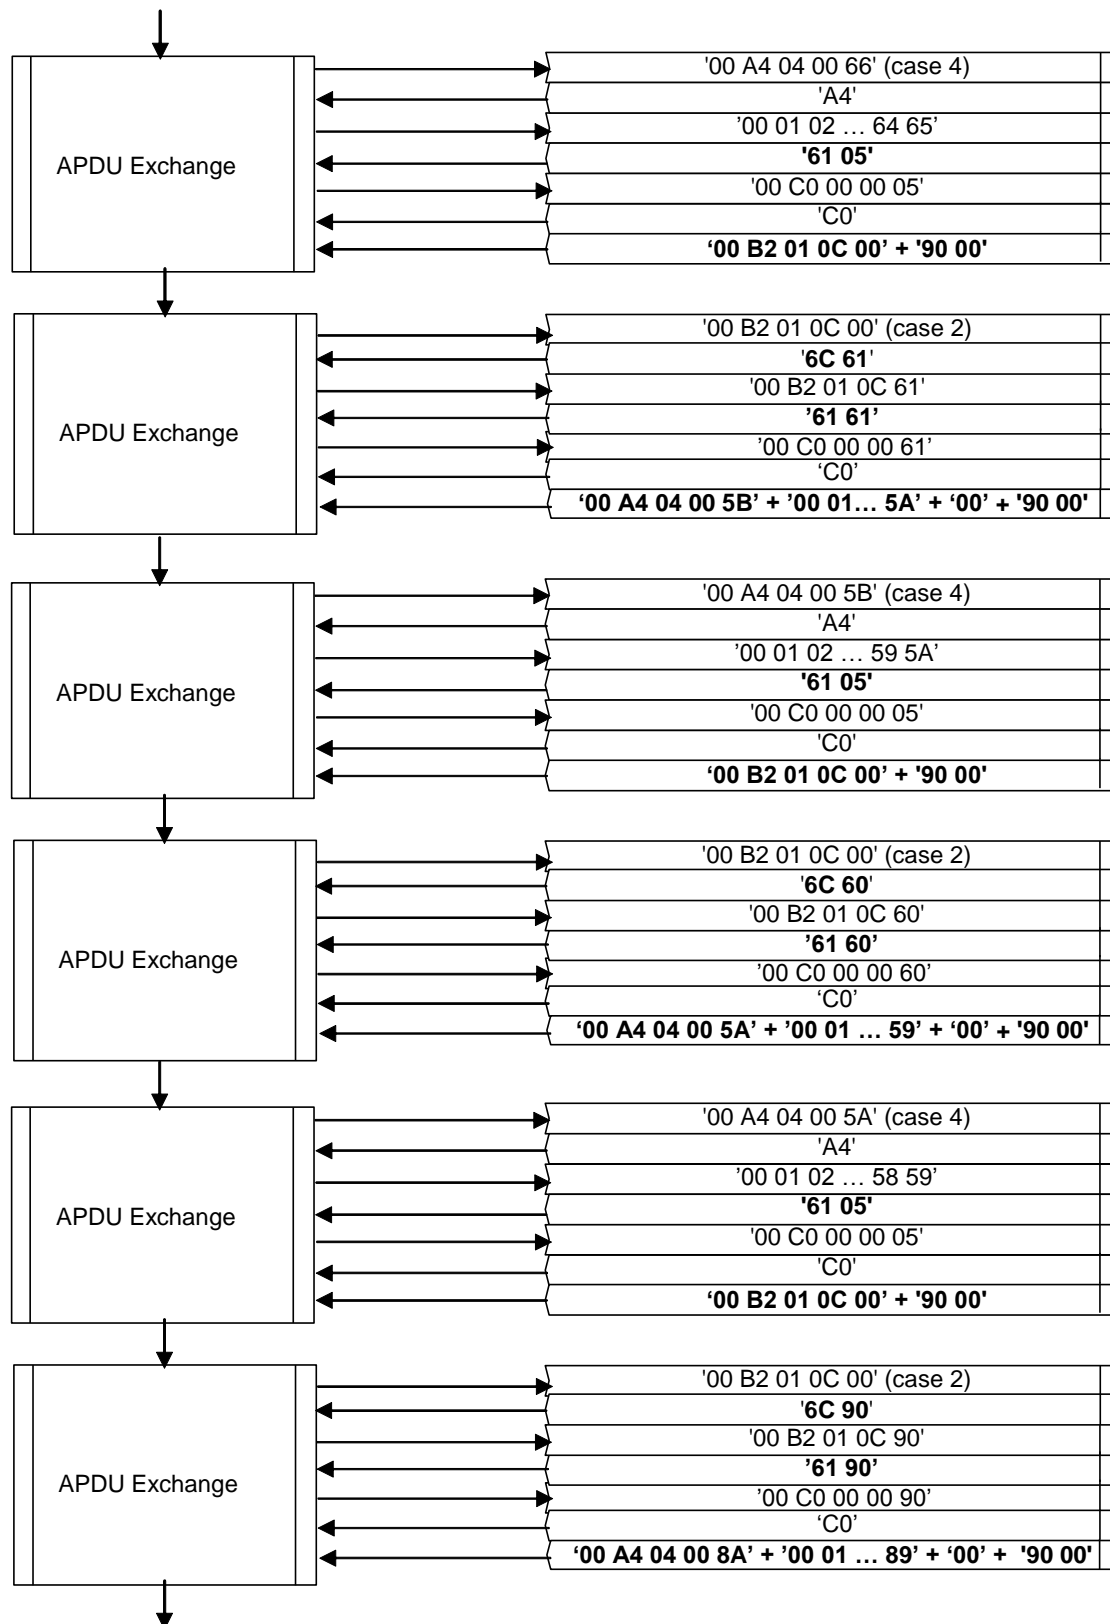 APDU Exchange
'00 A4 04 00 66' (case 4)
'A4'
’00 01 02 … 64 65’
'61 05'
'00 C0 00 00 05'
'C0'
‘00 B2 01 0C 00’ + '90 00'
APDU Exchange
'00 B2 01 0C 00' (case 2)
'6C 61'
'00 B2 01 0C 61'
’61 61’
’00 C0 00 00 61’
‘C0’
‘00 A4 04 00 5B’ + ’00 01… 5A’ + ‘00’ + '90 00'
APDU Exchange
'00 A4 04 00 5B' (case 4)
'A4'
’00 01 02 … 59 5A’
'61 05'
'00 C0 00 00 05'
'C0'
‘00 B2 01 0C 00’ + '90 00'
APDU Exchange
'00 B2 01 0C 00' (case 2)
'6C 60'
'00 B2 01 0C 60'
’61 60’
’00 C0 00 00 60’
‘C0’
‘00 A4 04 00 5A’ + ’00 01 … 59’ + ‘00’ + '90 00'
APDU Exchange
'00 A4 04 00 5A' (case 4)
'A4'
’00 01 02 … 58 59’
'61 05'
'00 C0 00 00 05'
'C0'
‘00 B2 01 0C 00’ + '90 00'
APDU Exchange
'00 B2 01 0C 00' (case 2)
'6C 90'
'00 B2 01 0C 90'
’61 90’
’00 C0 00 00 90’
‘C0’
‘00 A4 04 00 8A’ + ’00 01 … 89’ + ‘00’ + '90 00'